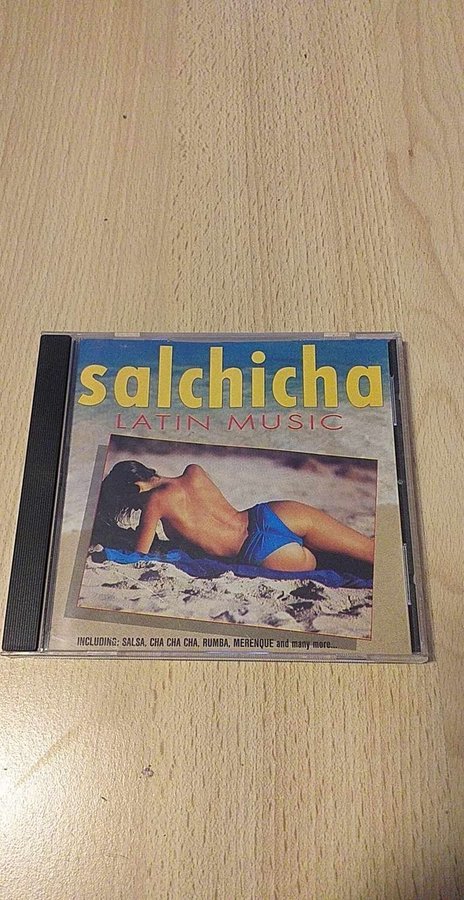 salchicha
LATIN MUSIC
INCLUDING: SALSA, CHA CHA CHA, RUMBA, MERENQUE and many more...